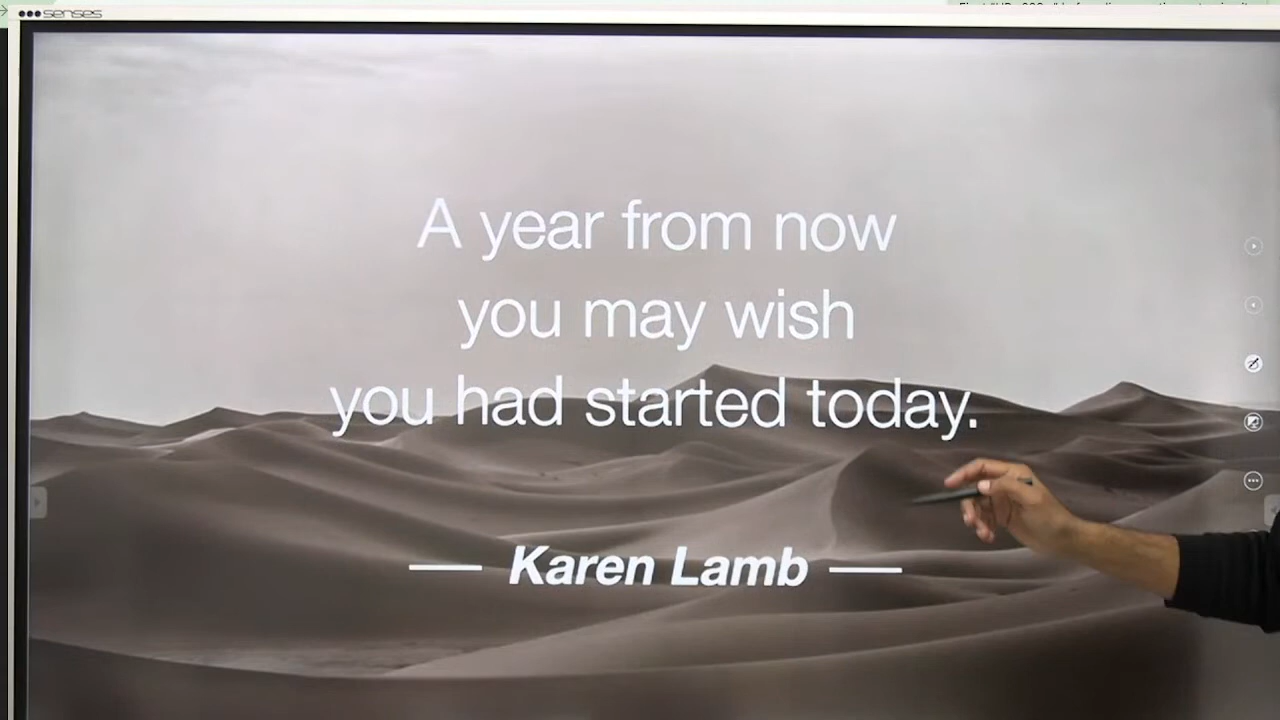 senses
A year from now
you may wish
you had started today.
Karen Lamb